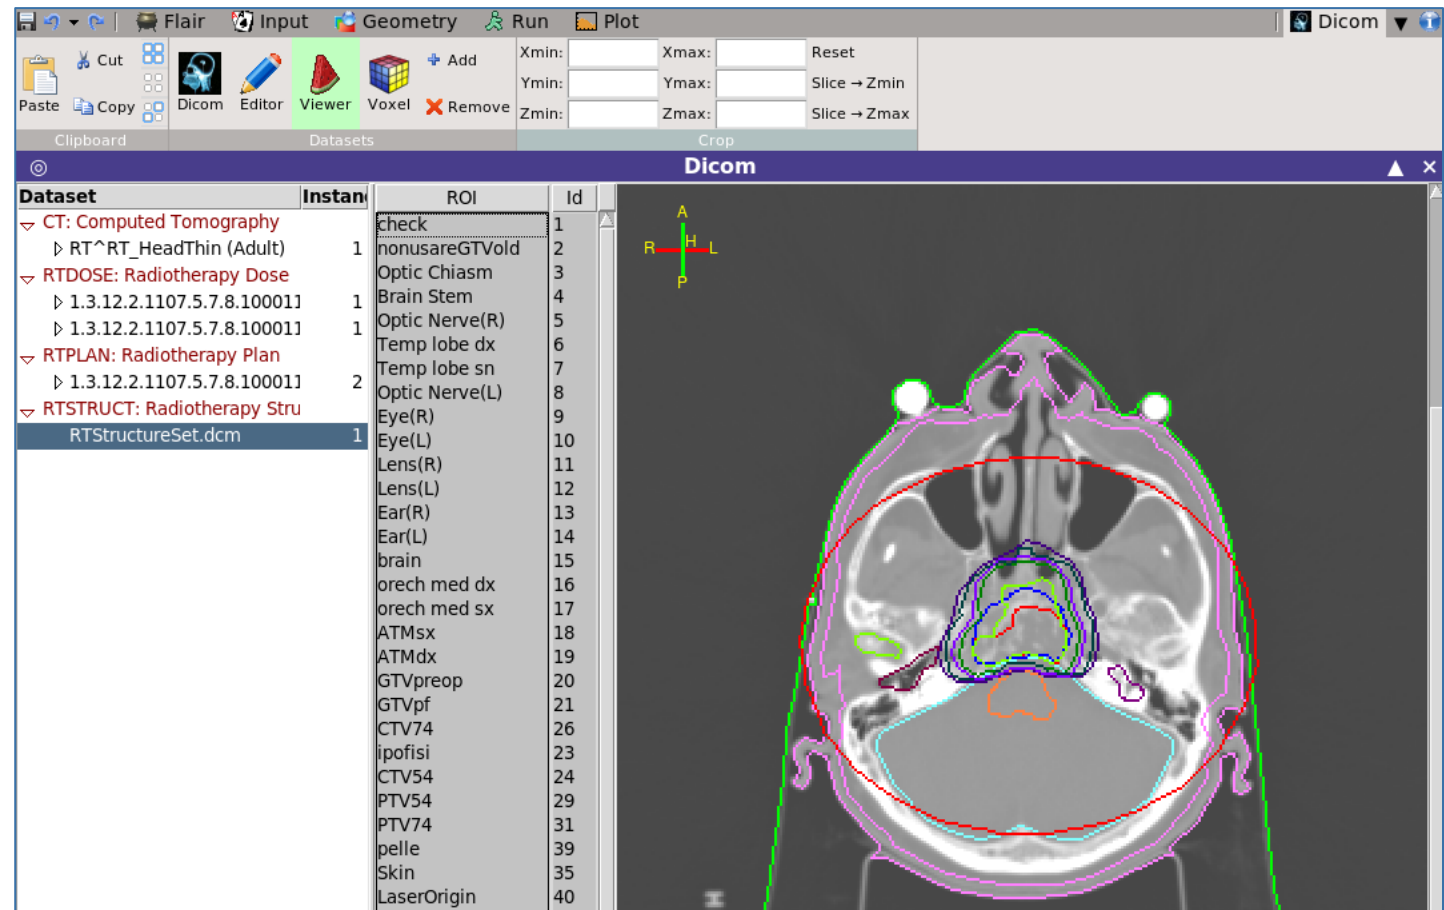 Flair Input Geometry Run Plot Dicom
Paste Cut Copy Dicom Editor Viewer Voxel Add Remove
Xmin: Xmax: Reset
Ymin: Ymax: Slice → Zmin
Zmin: Zmax: Slice → Zmax
Clipboard Datasets Crop
Dicom
Dataset Instan
CT: Computed Tomography
RT^RT_HeadThin (Adult) 1
RTDOSE: Radiotherapy Dose
1.3.12.2.1107.5.7.8.100011 1
1.3.12.2.1107.5.7.8.100011 1
RTPLAN: Radiotherapy Plan
1.3.12.2.1107.5.7.8.100011 2
RTSTRUCT: Radiotherapy Stru
RTStructureSet.dcm 1
ROI Id
check 1
nonusareGTVold 2
Optic Chiasm 3
Brain Stem 4
Optic Nerve(R) 5
Temp lobe dx 6
Temp lobe sn 7
Optic Nerve(L) 8
Eye(R) 9
Eye(L) 10
Lens(R) 11
Lens(L) 12
Ear(R) 13
Ear(L) 14
brain 15
orech med dx 16
orech med sx 17
ATMsx 18
ATMdx 19
GTVpreop 20
GTVpf 21
CTV74 26
ipofisi 23
CTV54 24
PTV54 29
PTV74 31
pelle 39
Skin 35
LaserOrigin 40
A
R H L
P